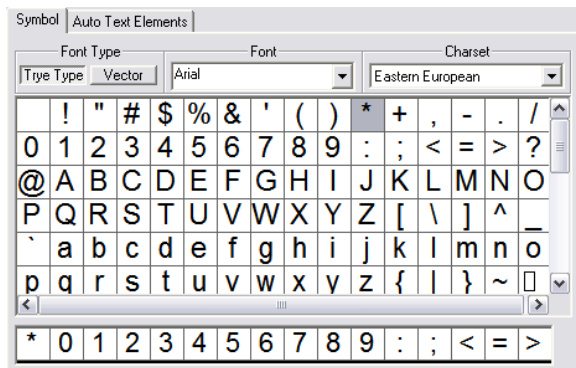 Symbol Auto Text Elements
Font Type Font Charset
Trye Type Vector Arial Eastern European
! " # $ % & ' ( ) * + , - . /
0 1 2 3 4 5 6 7 8 9 : ; < = > ?
@ A B C D E F G H I J K L M N O
P Q R S T U V W X Y Z [ \ ] ^ _
` a b c d e f g h i j k l m n o
p q r s t u v w x y z { | } ~ ▯
* 0 1 2 3 4 5 6 7 8 9 : ; < = >